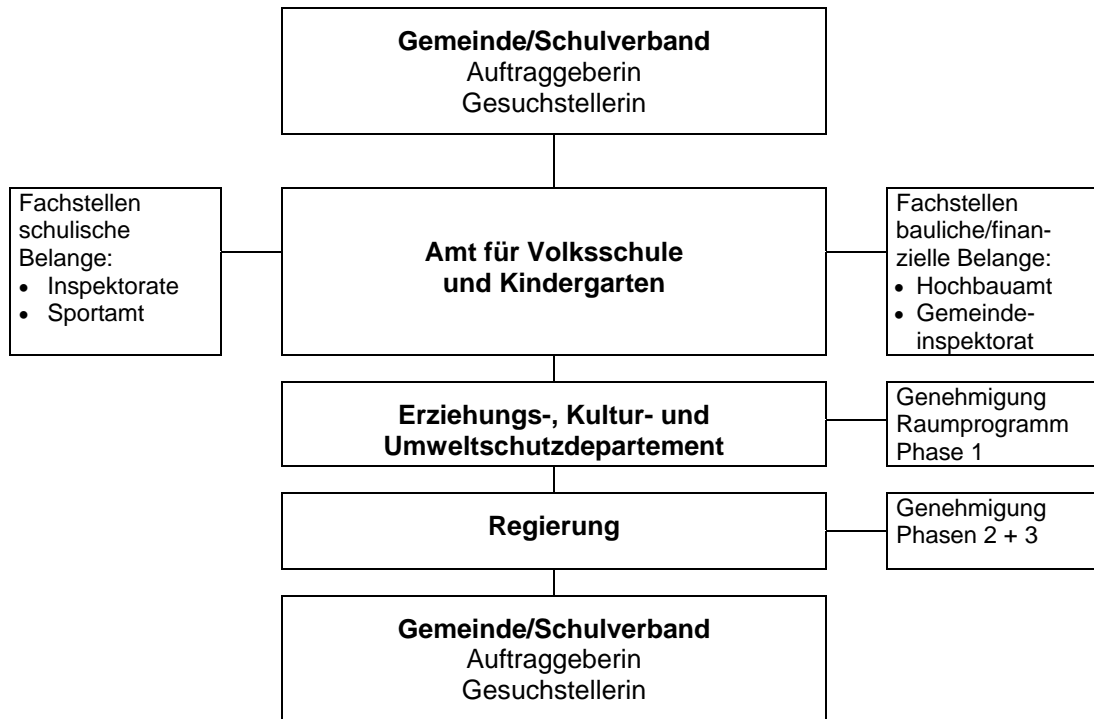 Gemeinde/Schulverband
Auftraggeberin
Gesuchstellerin
Fachstellen
schulische
Belange:
• Inspektorate
• Sportamt
Amt für Volksschule
und Kindergarten
Fachstellen
bauliche/finan-
zielle Belange:
• Hochbauamt
• Gemeinde-
inspektorat
Erziehungs-, Kultur- und
Umweltschutzdepartement
Genehmigung
Raumprogramm
Phase 1
Regierung
Genehmigung
Phasen 2 + 3
Gemeinde/Schulverband
Auftraggeberin
Gesuchstellerin